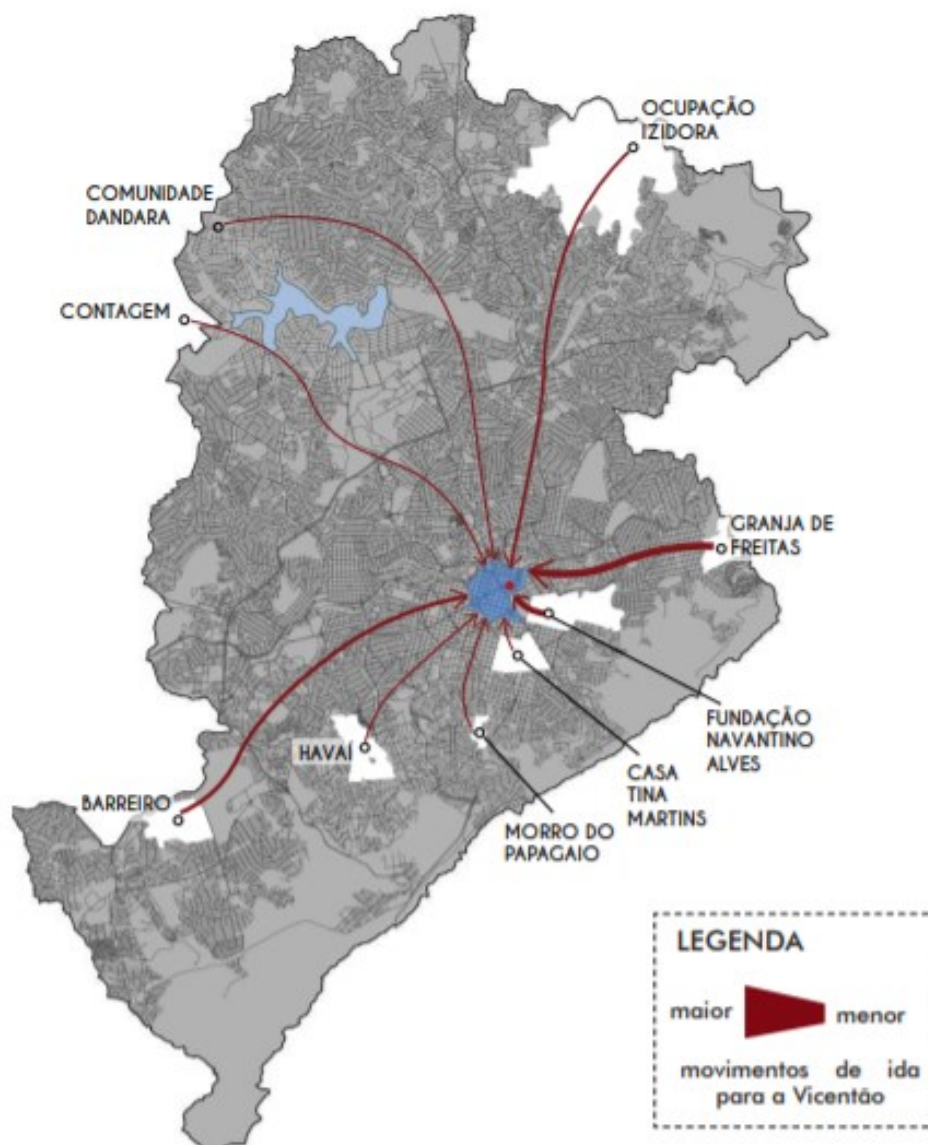 OCUPAÇÃO
IZIDORA
COMUNIDADE
DANDARA
CONTAGEM
GRANJA DE
FREITAS
FUNDAÇÃO
NAVANTINO
ALVES
HAVAÍ
CASA
TINA
MARTINS
BARREIRO
MORRO DO
PAPAGAIO
LEGENDA
maior menor
movimentos de ida
para a Vicentão